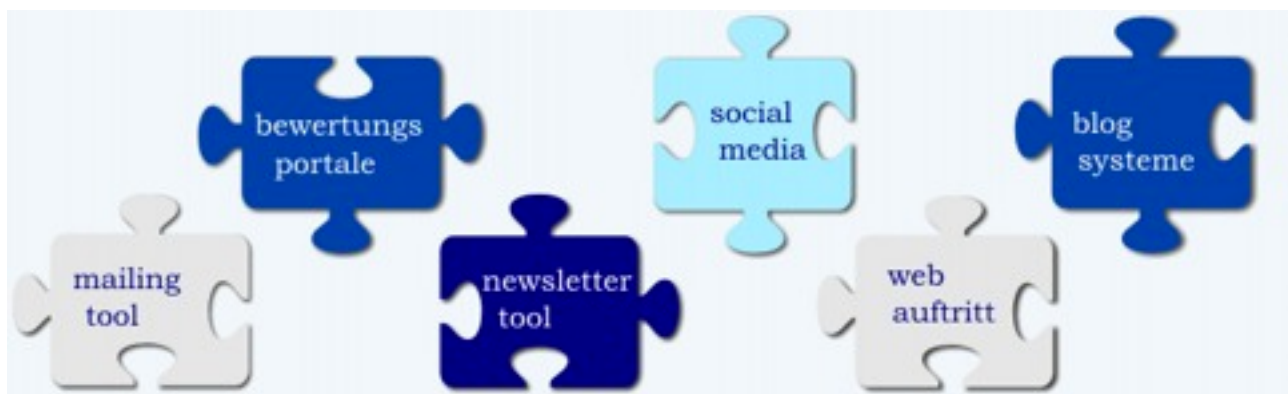 bewertungs
portale
social
media
blog
systeme
mailing
tool
newsletter
tool
web
auftritt